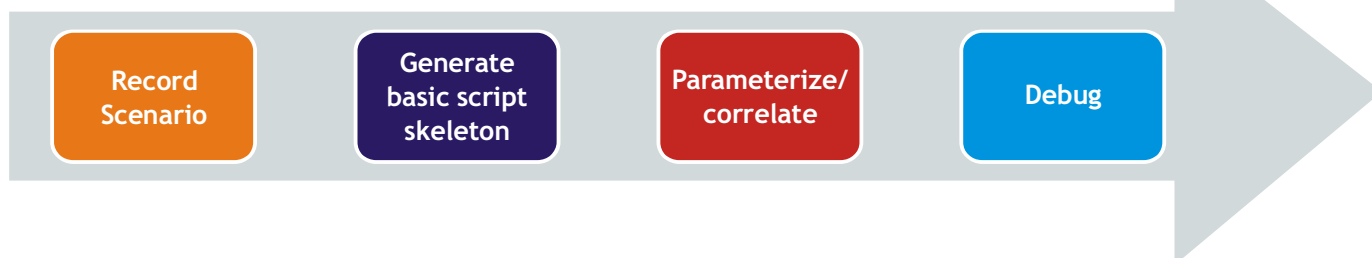 Record
Scenario
Generate
basic script
skeleton
Parameterize/
correlate
Debug